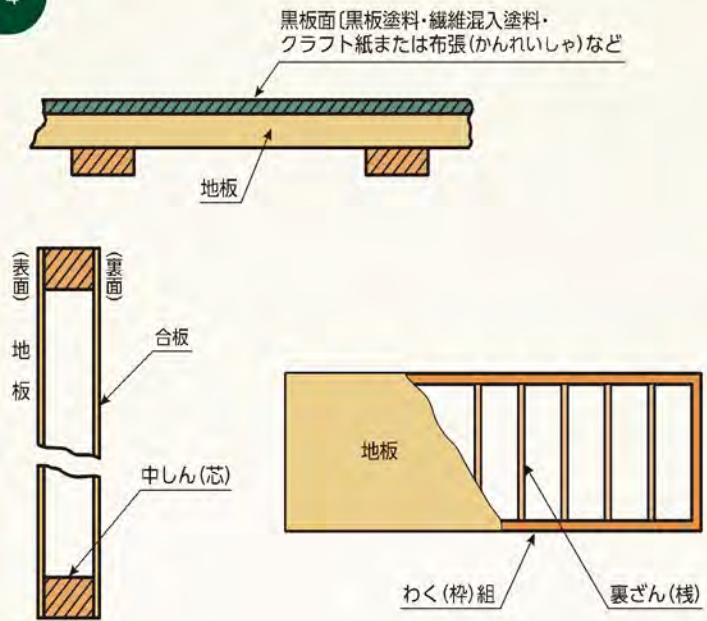 4
黒板面〔黒板塗料・繊維混入塗料・
クラフト紙または布張(かんれいしゃ)など
地板
(表面)
地板
(裏面)
合板
中しん(芯)
地板
わく(枠)組
裏ざん(桟)